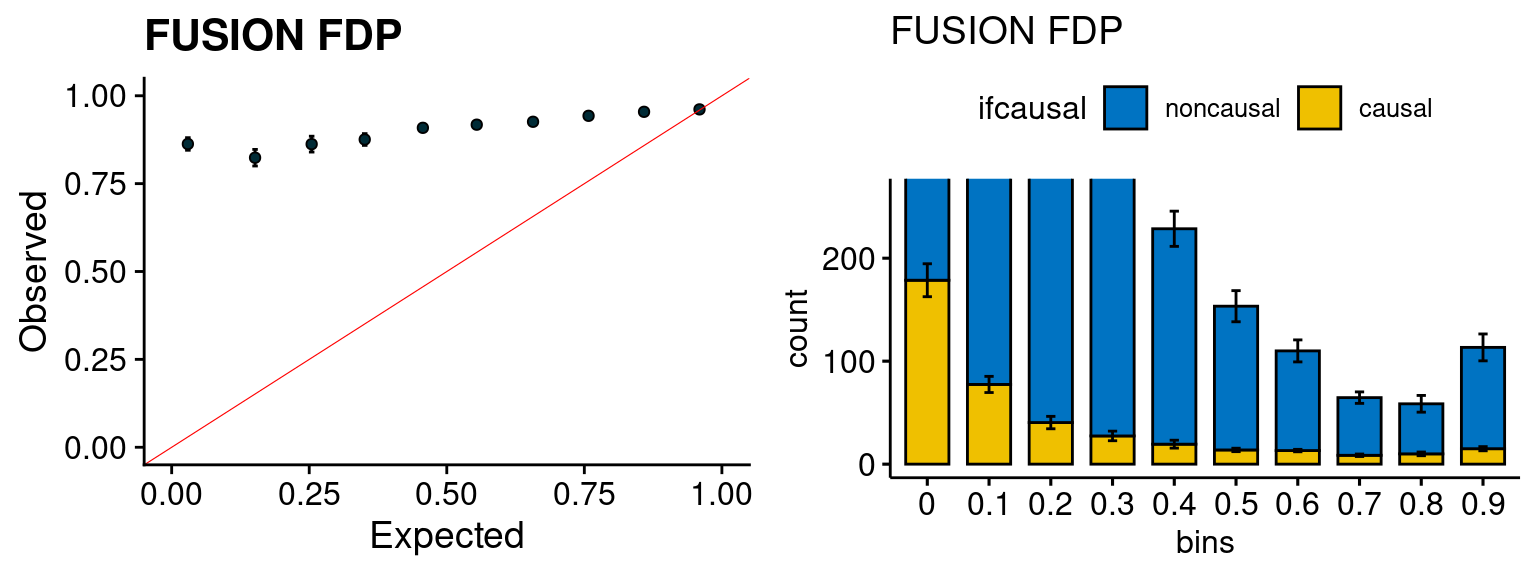 FUSION FDP
1.00
0.75
0.50
0.25
0.00
Observed
0.00 0.25 0.50 0.75 1.00
Expected
FUSION FDP
ifcausal noncausal causal
200
100
0
count
0 0.1 0.2 0.3 0.4 0.5 0.6 0.7 0.8 0.9
bins